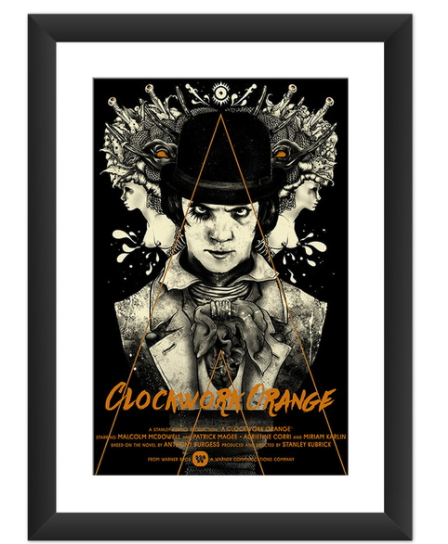 CLOCKWORK ORANGE
A STANLEY KUBRICK PRODUCTION "A CLOCKWORK ORANGE"
STARRING MALCOLM MCDOWELL AND PATRICK MAGEE · ADRIENNE CORRI AND MIRIAM KARLIN
BASED ON THE NOVEL BY ANTHONY BURGESS PRODUCED AND DIRECTED BY STANLEY KUBRICK
FROM WARNER BROS A WARNER COMMUNICATIONS COMPANY